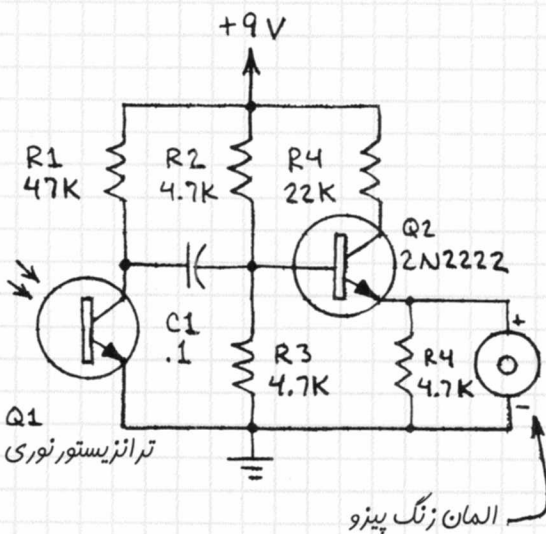 +9 V
R1
47K
R2
4.7K
R4
22K
Q2
2N2222
C1
.1
R3
4.7K
R4
4.7K
+
-
Q1
ترانزیستور نوری
المان زنگ پیزو